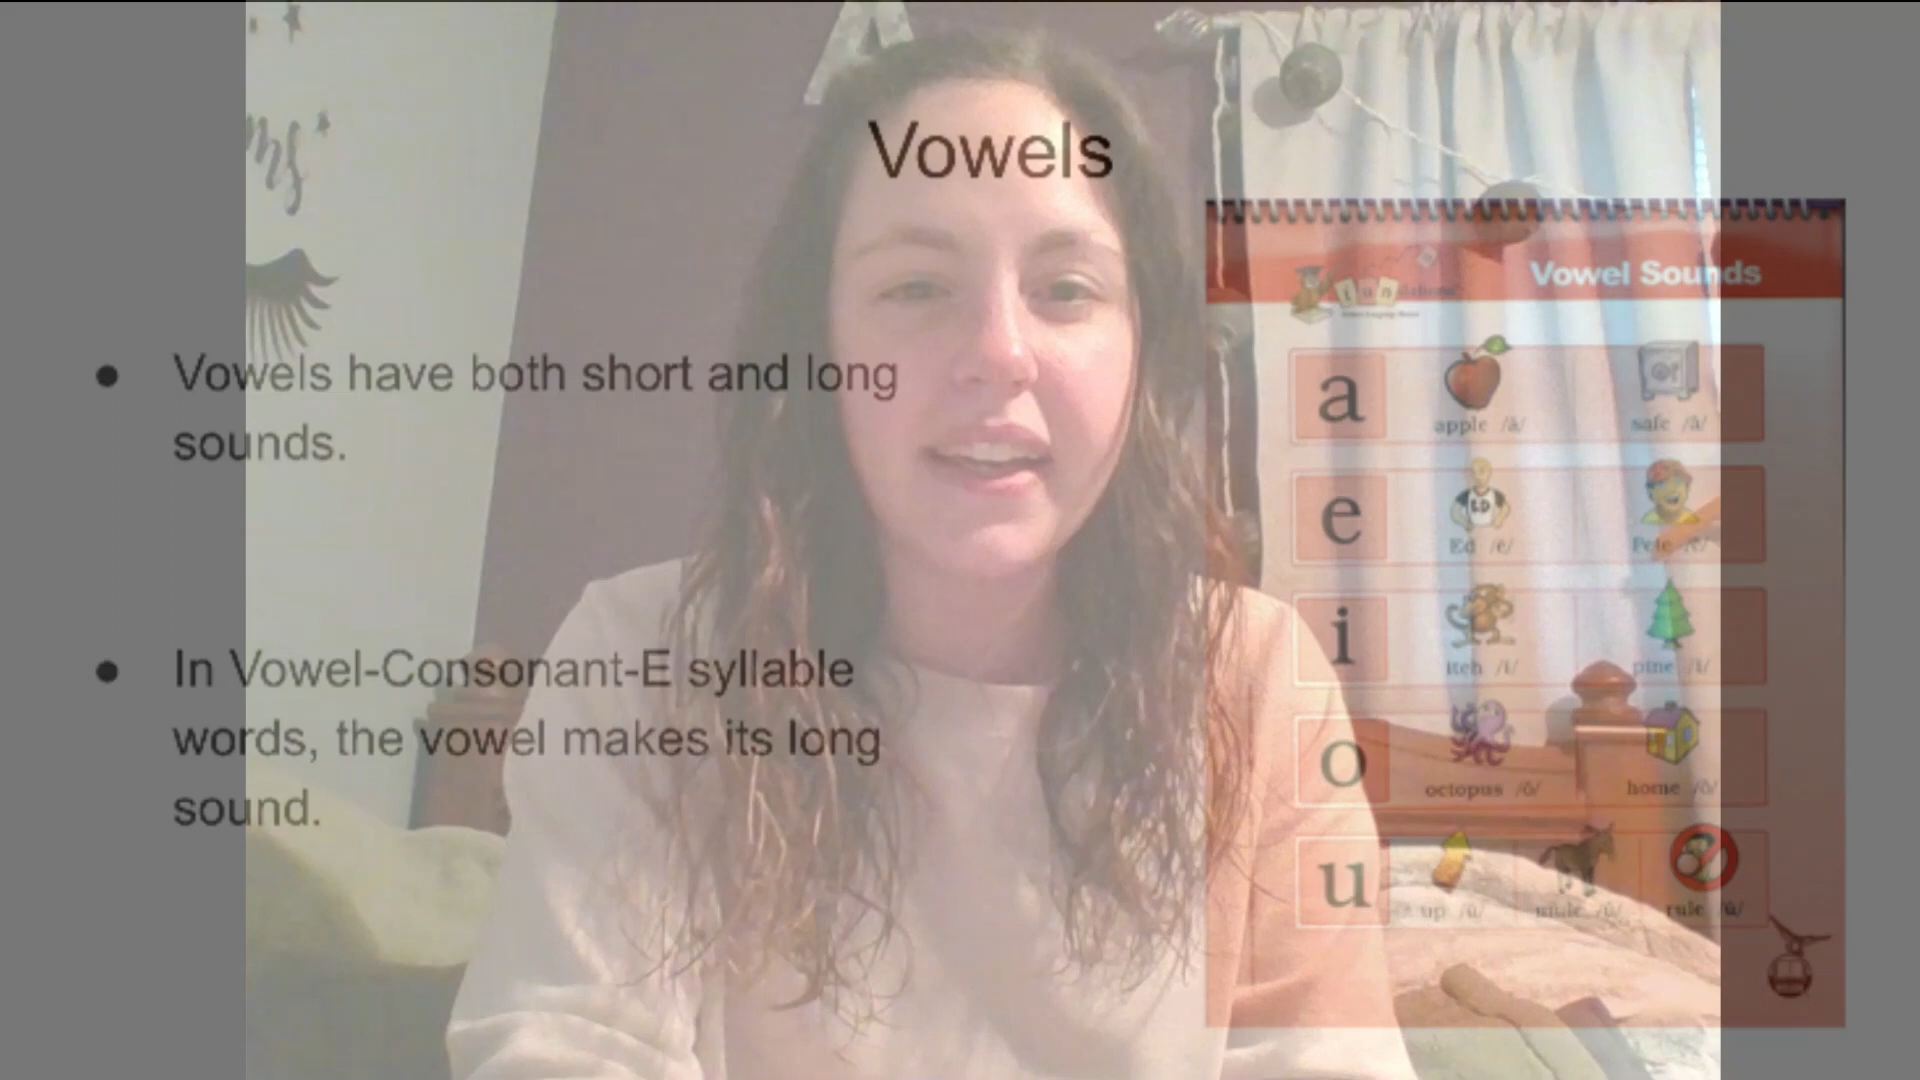 Vowels
Vowels have both short and long
sounds.
In Vowel-Consonant-E syllable
words, the vowel makes its long
sound.
Vowel Sounds
a
apple /ă/
safe /ā/
e
Ed /ĕ/
Pete /ē/
i
itch /ĭ/
pine /ī/
o
octopus /ŏ/
home /ō/
u
up /ŭ/
mule /ū/
rule /ü/